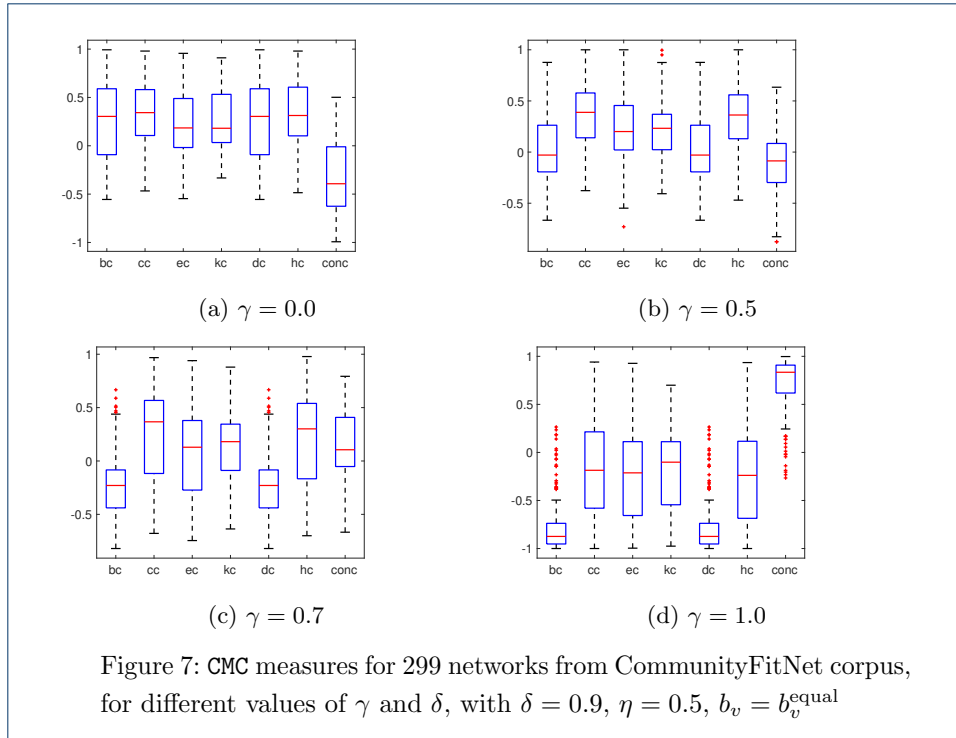 1
0.5
0
-0.5
-1
bc cc ec kc dc hc conc
(a) γ = 0.0
1
0.5
0
-0.5
bc cc ec kc dc hc conc
(b) γ = 0.5
1
0.5
0
-0.5
bc cc ec kc dc hc conc
(c) γ = 0.7
1
0.5
0
-0.5
-1
bc cc ec kc dc hc conc
(d) γ = 1.0
Figure 7: CMC measures for 299 networks from CommunityFitNet corpus,
for different values of γ and δ, with δ = 0.9, η = 0.5, b_v = b_v^equal